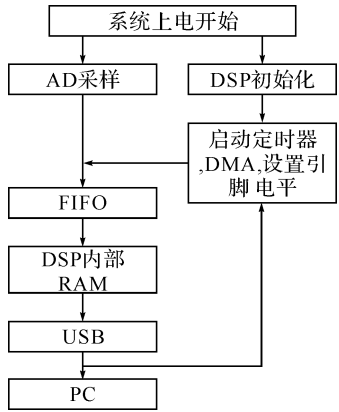 系统上电开始
AD采样
DSP初始化
启动定时器
,DMA,设置引
脚电平
FIFO
DSP内部
RAM
USB
PC